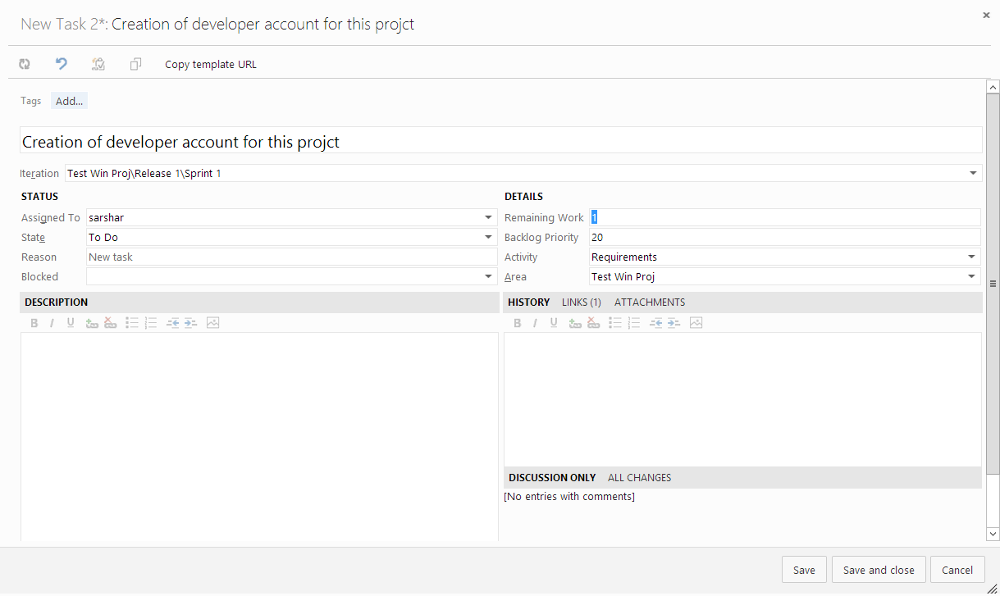 New Task 2*: Creation of developer account for this projct
Copy template URL
Tags Add...
Creation of developer account for this projct
Iteration Test Win Proj\Release 1\Sprint 1
STATUS
Assigned To sarshar
State To Do
Reason New task
Blocked
DETAILS
Remaining Work 1
Backlog Priority 20
Activity Requirements
Area Test Win Proj
DESCRIPTION
B I U
HISTORY LINKS (1) ATTACHMENTS
B I U
DISCUSSION ONLY ALL CHANGES
[No entries with comments]
Save Save and close Cancel